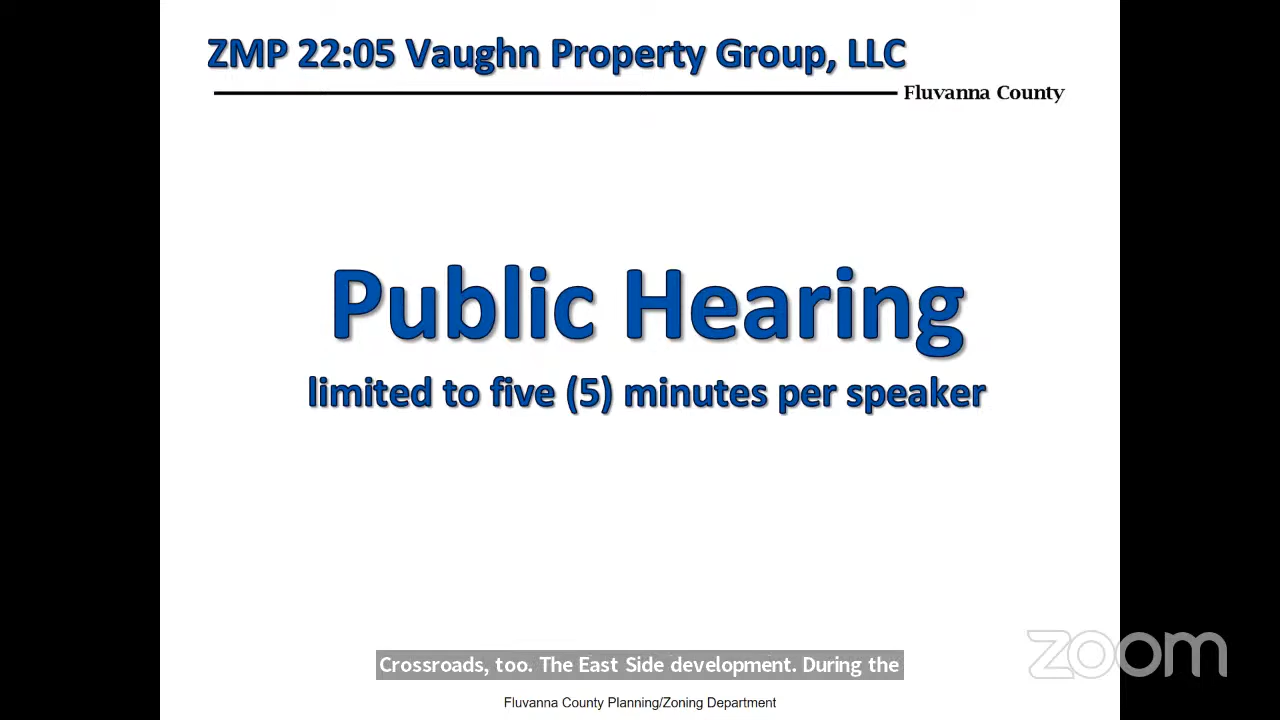 ZMP 22:05 Vaughn Property Group, LLC
Fluvanna County
Public Hearing
limited to five (5) minutes per speaker
zoom
Crossroads, too. The East Side development. During the
Fluvanna County Planning/Zoning Department